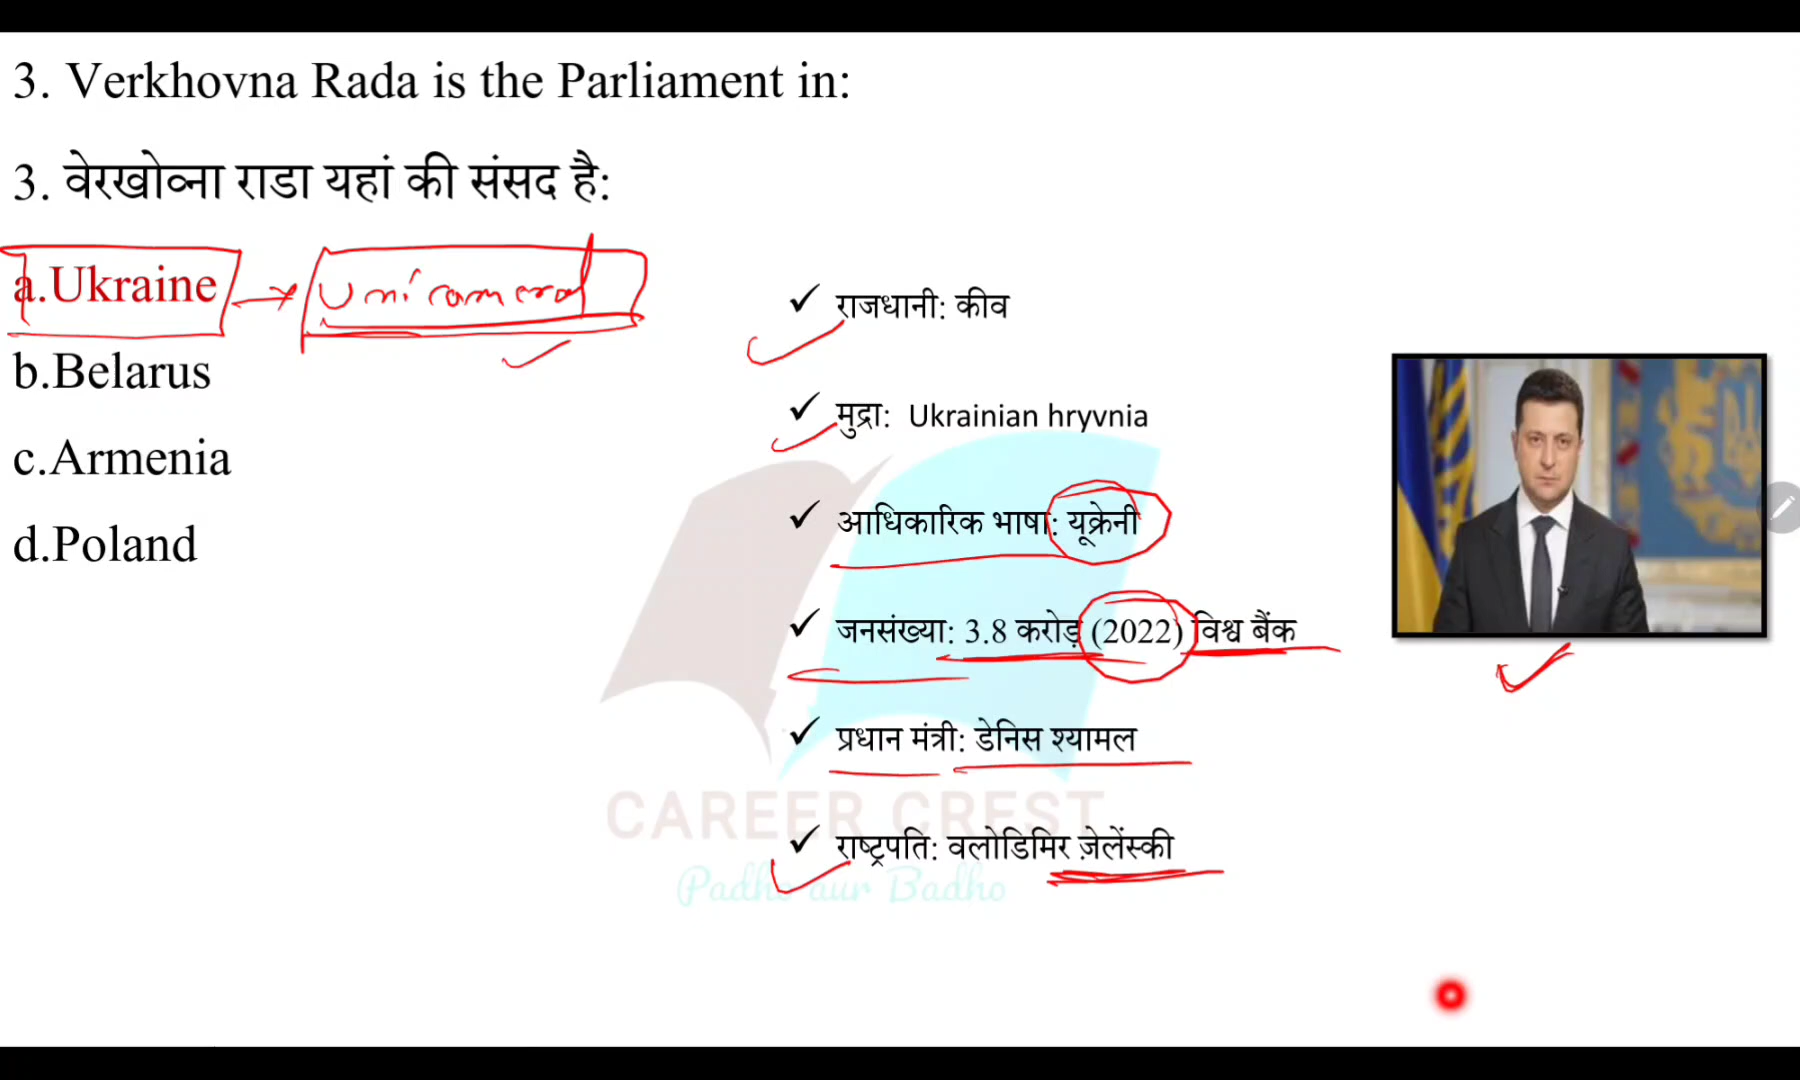 3. Verkhovna Rada is the Parliament in:
3. वेरखोव्ना राडा यहां की संसद है:
a.Ukraine → Unicameral
b.Belarus
c.Armenia
d.Poland
✓ राजधानी: कीव
✓ मुद्रा: Ukrainian hryvnia
✓ आधिकारिक भाषा: यूक्रेनी
✓ जनसंख्या: 3.8 करोड़ (2022) विश्व बैंक
✓ प्रधान मंत्री: डेनिस श्यामल
✓ राष्ट्रपति: वलोडिमिर ज़ेलेंस्की
CAREER CREST
Padho aur Badho